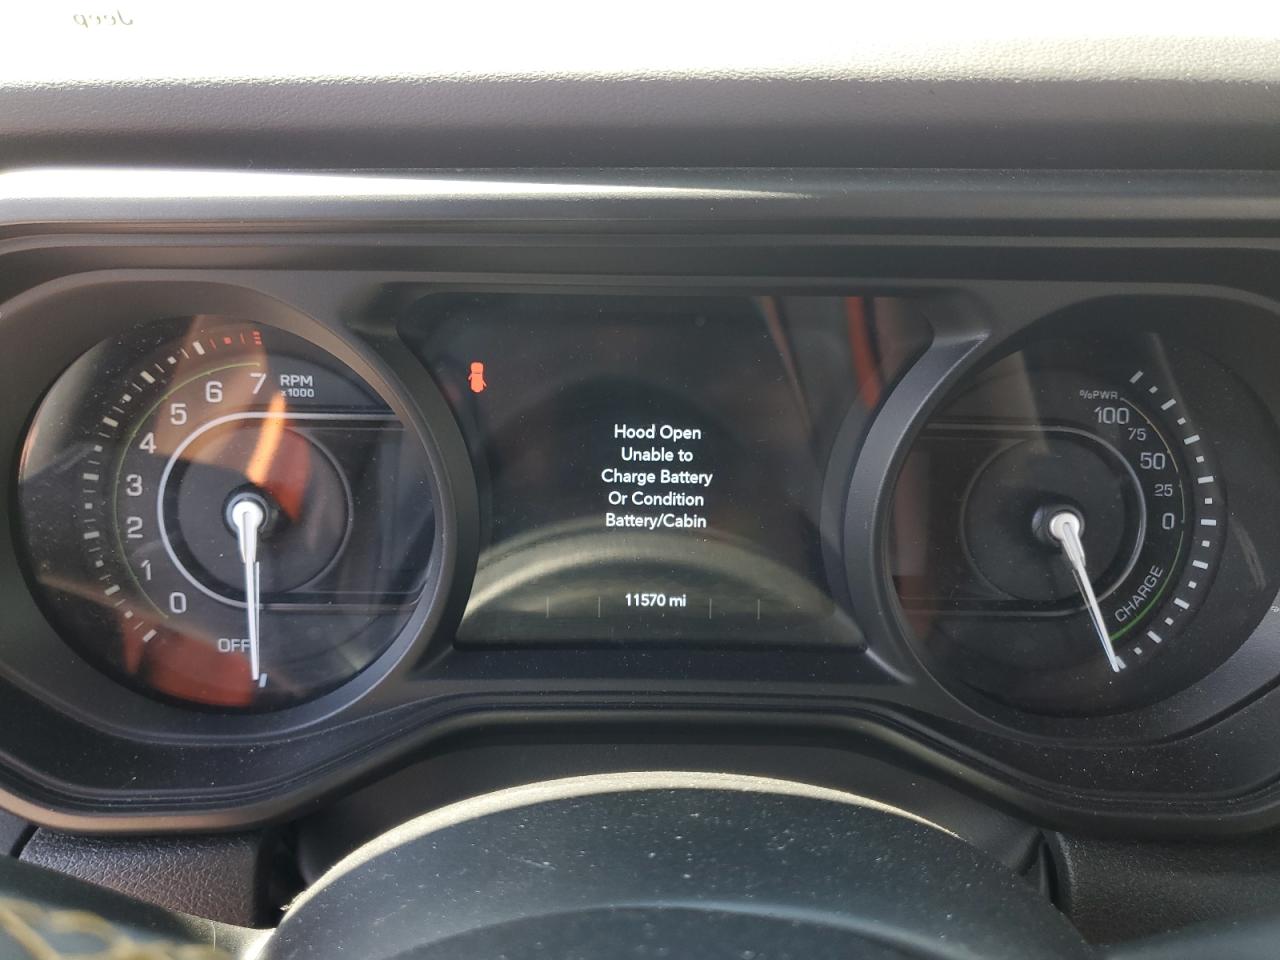 Jeep
7
RPM
x1000
6
5
4
3
2
1
0
OFF
Hood Open
Unable to
Charge Battery
Or Condition
Battery/Cabin
11570 mi
%PWR
100
75
50
25
0
CHARGE